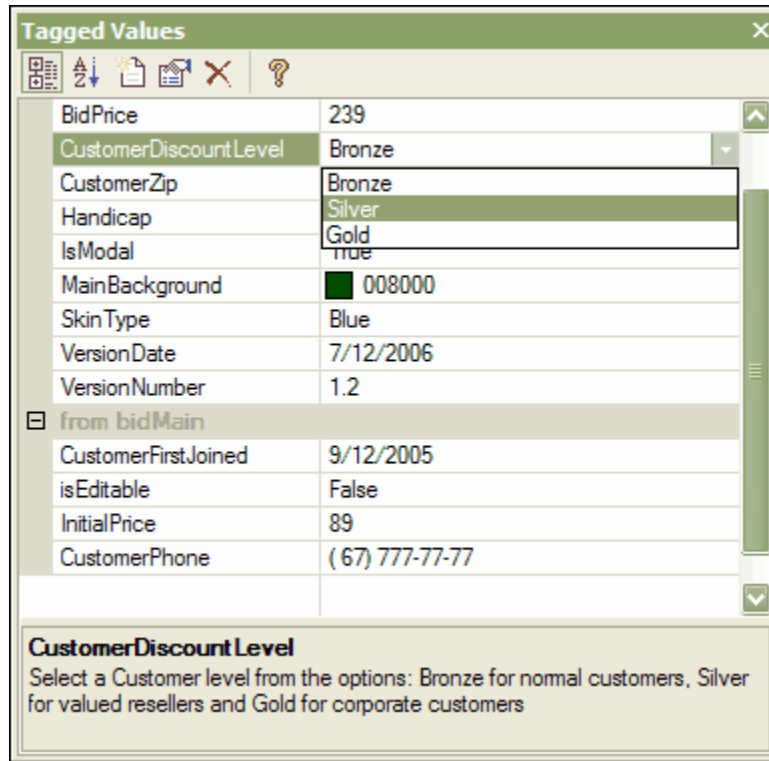 Tagged Values
BidPrice 239
CustomerDiscountLevel Bronze
CustomerZip Bronze
Handicap Silver
Gold
IsModal True
MainBackground 008000
SkinType Blue
VersionDate 7/12/2006
VersionNumber 1.2
from bidMain
CustomerFirstJoined 9/12/2005
isEditable False
InitialPrice 89
CustomerPhone ( 67) 777-77-77
CustomerDiscountLevel
Select a Customer level from the options: Bronze for normal customers, Silver
for valued resellers and Gold for corporate customers